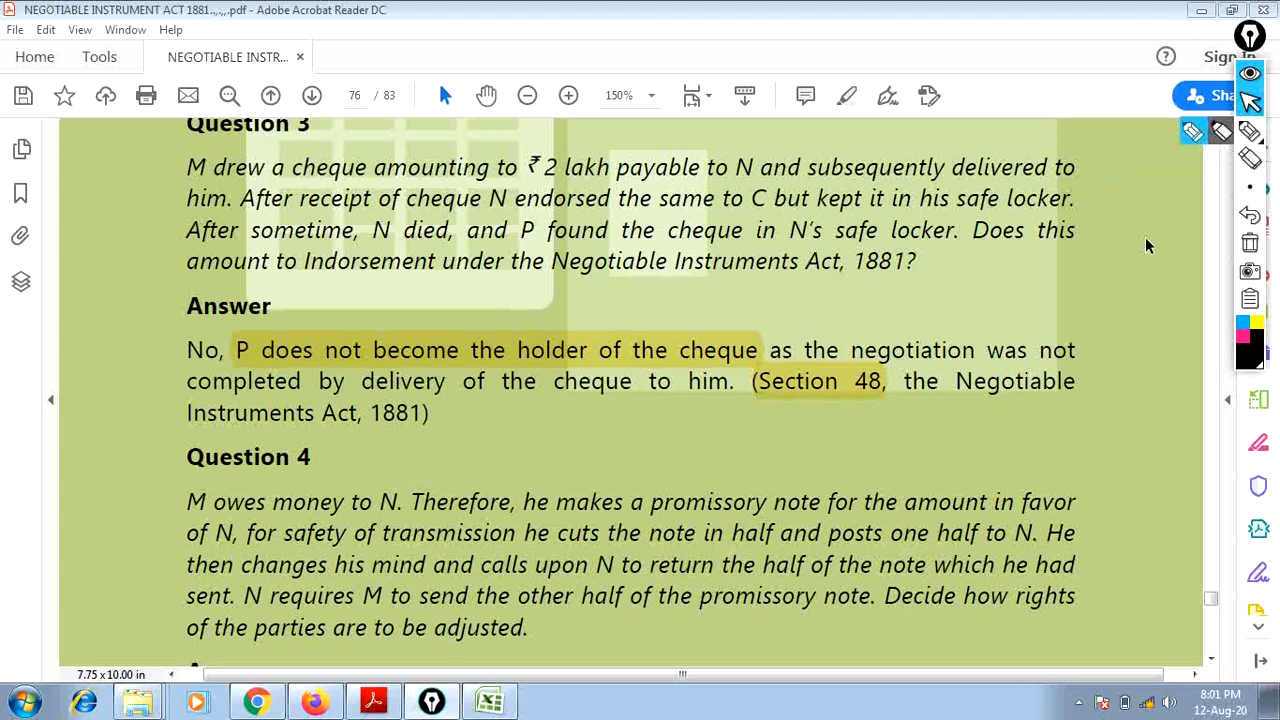 NEGOTIABLE INSTRUMENT ACT 1881.,.,,.pdf - Adobe Acrobat Reader DC
File Edit View Window Help
Home Tools NEGOTIABLE INSTR... × Sign
76 / 83 150% Sha
Question 3
M drew a cheque amounting to ₹ 2 lakh payable to N and subsequently delivered to
him. After receipt of cheque N endorsed the same to C but kept it in his safe locker.
After sometime, N died, and P found the cheque in N's safe locker. Does this
amount to Indorsement under the Negotiable Instruments Act, 1881?
Answer
No, P does not become the holder of the cheque as the negotiation was not
completed by delivery of the cheque to him. (Section 48, the Negotiable
Instruments Act, 1881)
Question 4
M owes money to N. Therefore, he makes a promissory note for the amount in favor
of N, for safety of transmission he cuts the note in half and posts one half to N. He
then changes his mind and calls upon N to return the half of the note which he had
sent. N requires M to send the other half of the promissory note. Decide how rights
of the parties are to be adjusted.
7.75 x 10.00 in
8:01 PM
12-Aug-20